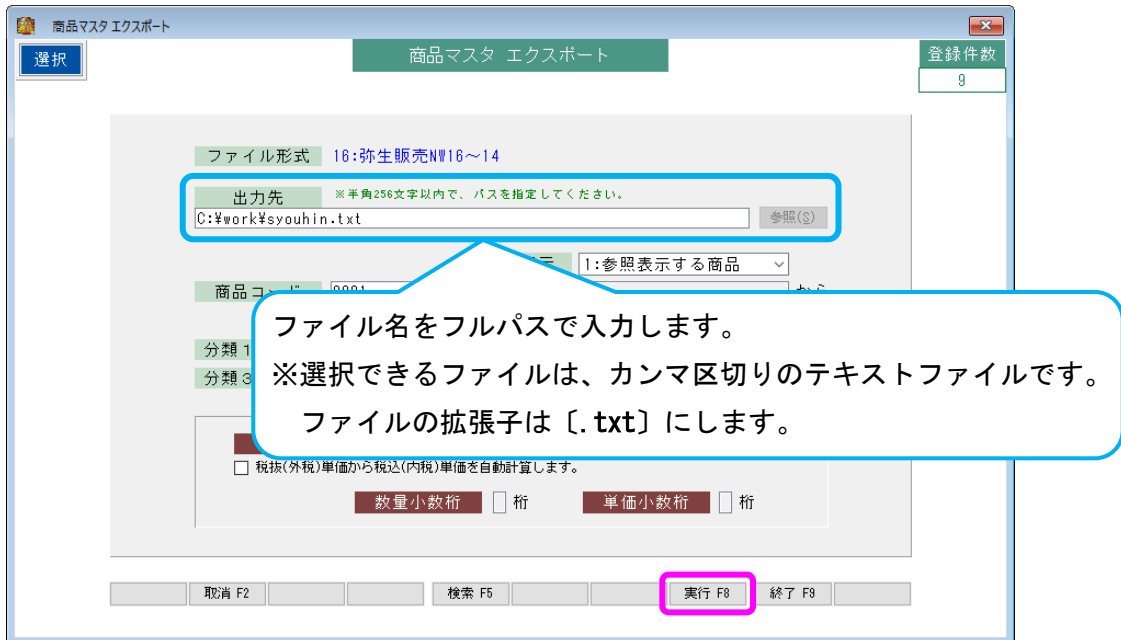 商品マスタ エクスポート
選択
商品マスタ エクスポート
登録件数
9
ファイル形式 16:弥生販売NW16～14
出力先 ※半角256文字以内で、パスを指定してください。
C:¥work¥syouhin.txt 参照(S)
1:参照表示する商品
商品コード
ファイル名をフルパスで入力します。
※選択できるファイルは、カンマ区切りのテキストファイルです。
ファイルの拡張子は〔.txt〕にします。
分類1
分類3
税抜(外税)単価から税込(内税)単価を自動計算します。
数量小数桁 桁 単価小数桁 桁
取消 F2 検索 F5 実行 F8 終了 F9